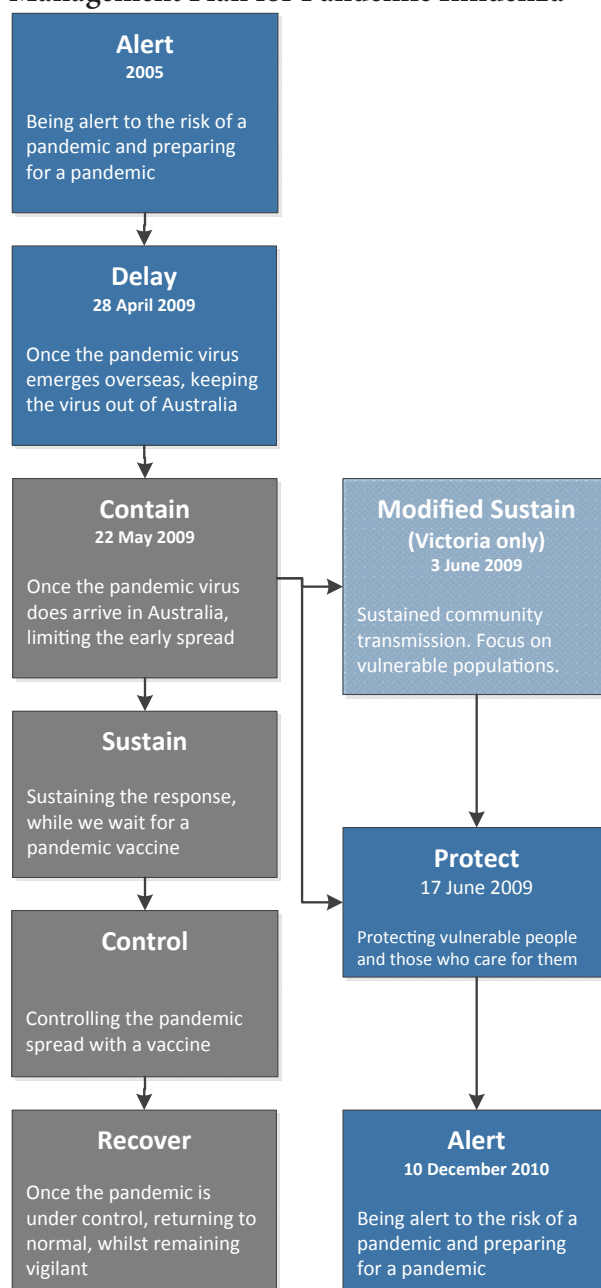 Management Plan for Pandemic Influenza
Alert
2005
Being alert to the risk of a
pandemic and preparing
for a pandemic
Delay
28 April 2009
Once the pandemic virus
emerges overseas, keeping
the virus out of Australia
Contain
22 May 2009
Once the pandemic virus
does arrive in Australia,
limiting the early spread
Modified Sustain
(Victoria only)
3 June 2009
Sustained community
transmission. Focus on
vulnerable populations.
Sustain
Sustaining the response,
while we wait for a
pandemic vaccine
Protect
17 June 2009
Protecting vulnerable people
and those who care for them
Control
Controlling the pandemic
spread with a vaccine
Recover
Once the pandemic is
under control, returning to
normal, whilst remaining
vigilant
Alert
10 December 2010
Being alert to the risk of a
pandemic and preparing
for a pandemic